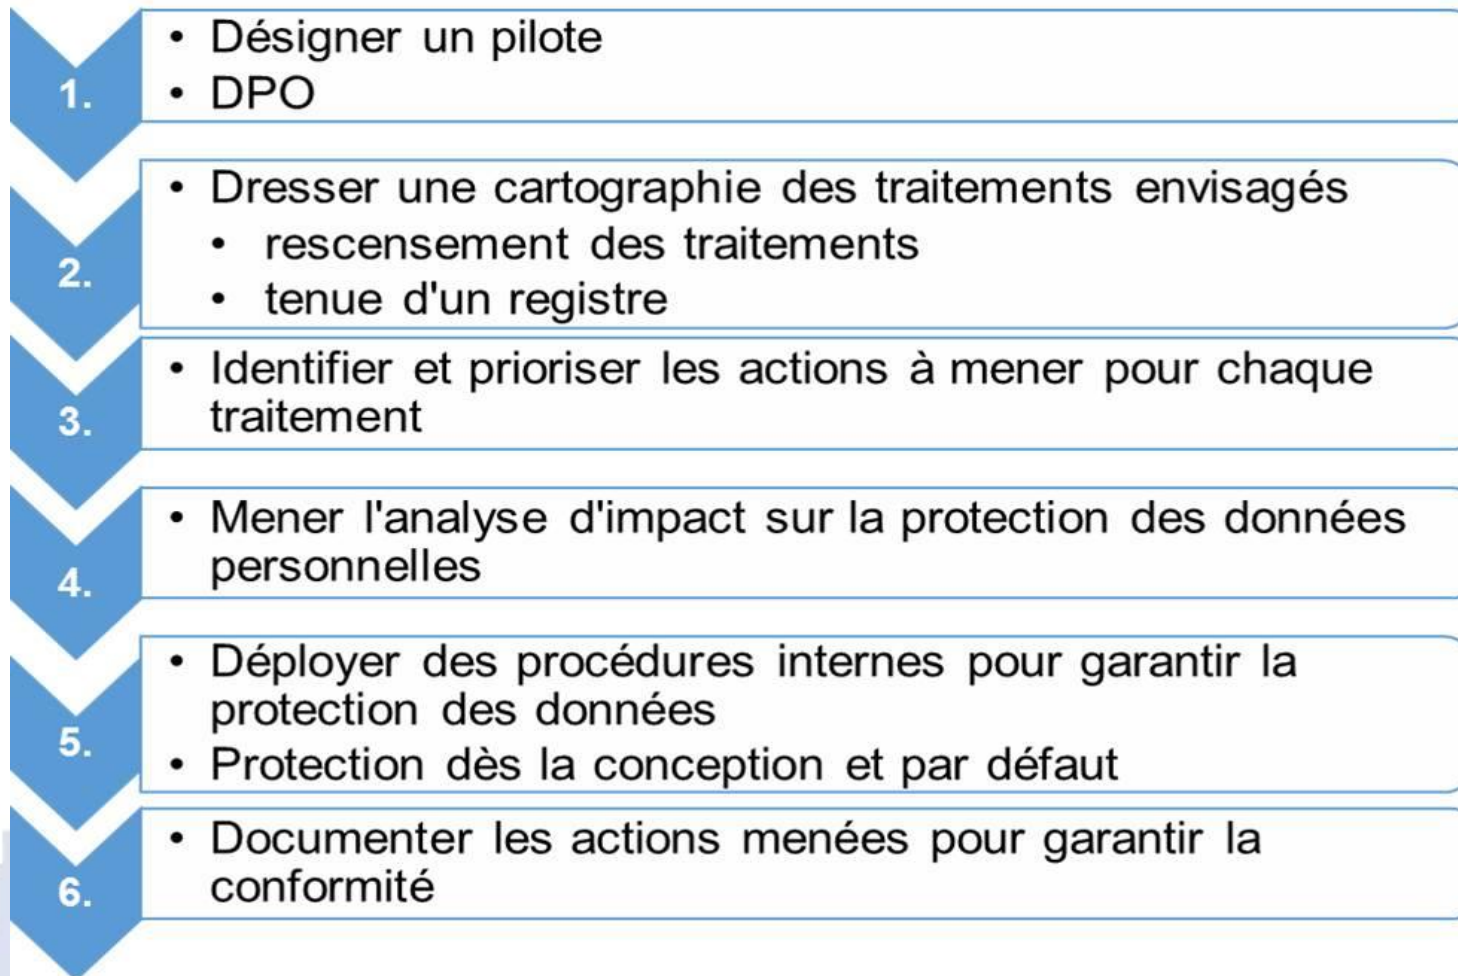 1.
• Désigner un pilote
• DPO
2.
• Dresser une cartographie des traitements envisagés
• rescensement des traitements
• tenue d'un registre
3.
• Identifier et prioriser les actions à mener pour chaque
traitement
4.
• Mener l'analyse d'impact sur la protection des données
personnelles
5.
• Déployer des procédures internes pour garantir la
protection des données
• Protection dès la conception et par défaut
6.
• Documenter les actions menées pour garantir la
conformité